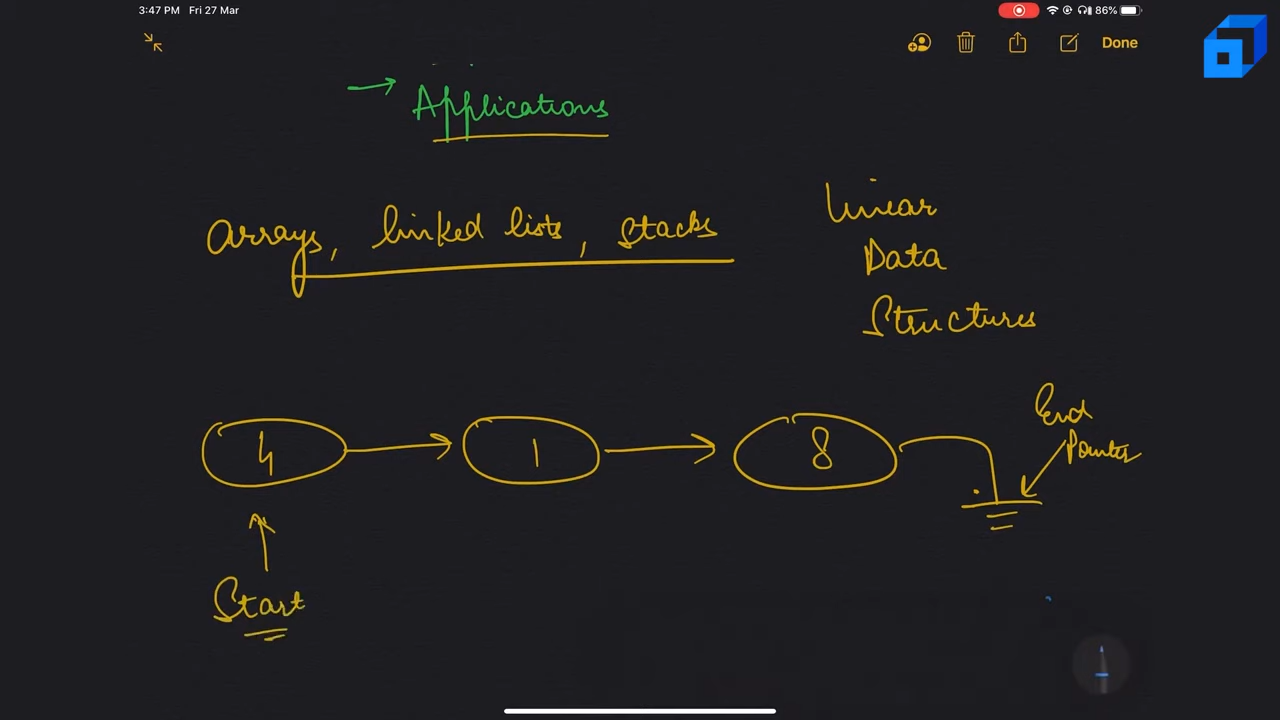 3:47 PM Fri 27 Mar 86%
Done
→ Applications
arrays, linked lists, stacks
Linear
Data
Structures
4 → 1 → 8
End
Pointer
Start